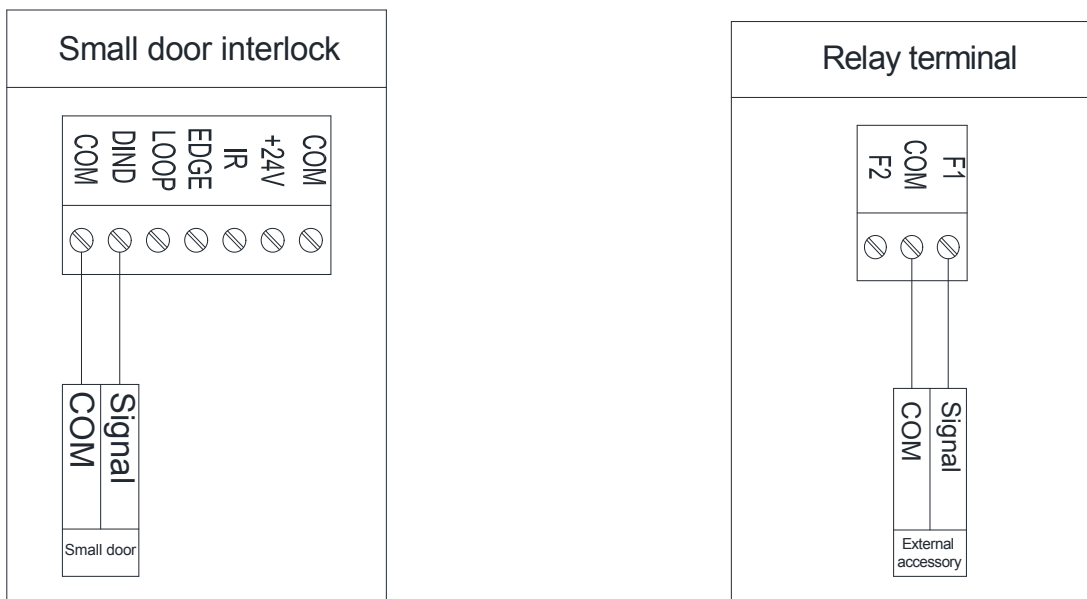 Small door interlock
COM
DIND
LOOP
EDGE
IR
+24V
COM
COM
Signal
Small door
Relay terminal
F2
COM
F1
COM
Signal
External
accessory